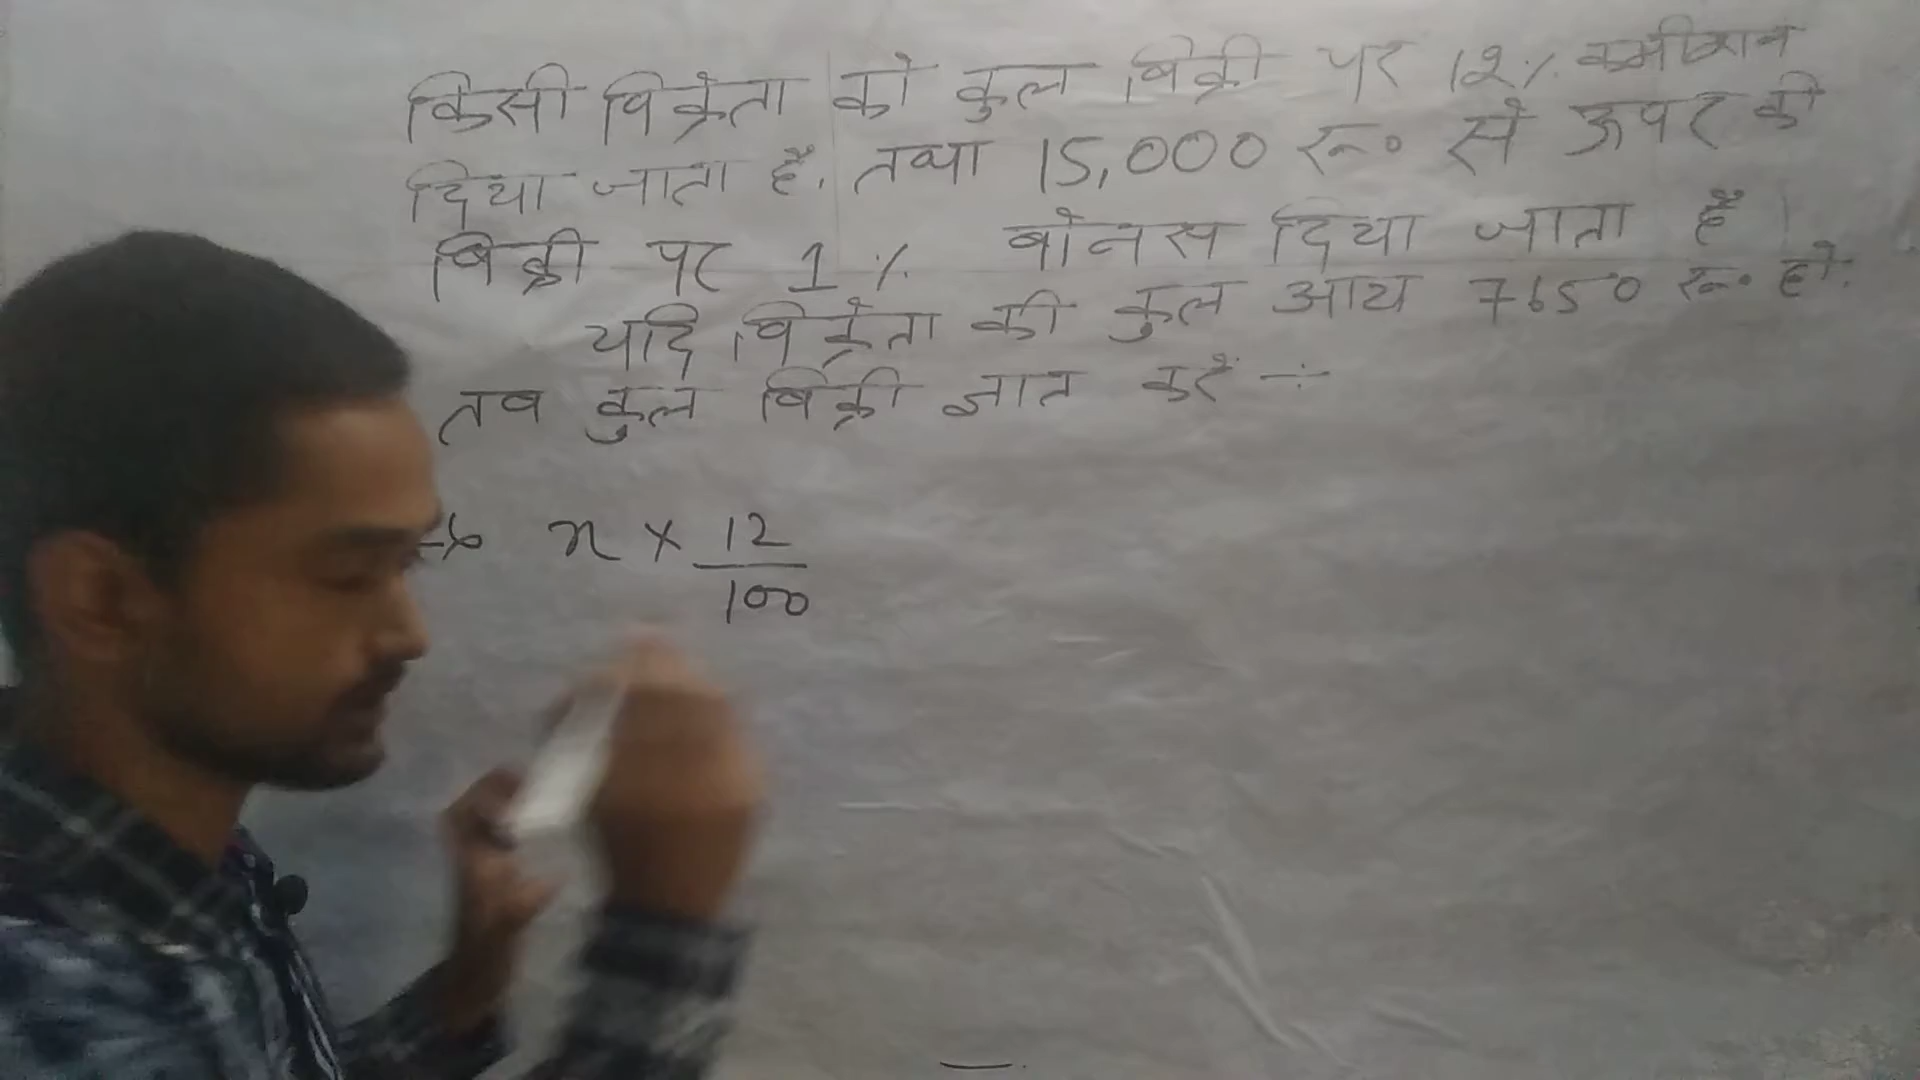 किसी विक्रेता को कुल बिक्री पर 12% कमीशन
दिया जाता है, तथा 15,000 रू० से ऊपर की
बिक्री पर 1% बोनस दिया जाता है।
यदि विक्रेता की कुल आय 7650 रू० हो.
तब कुल बिक्री ज्ञात करें ÷
x × 12
100